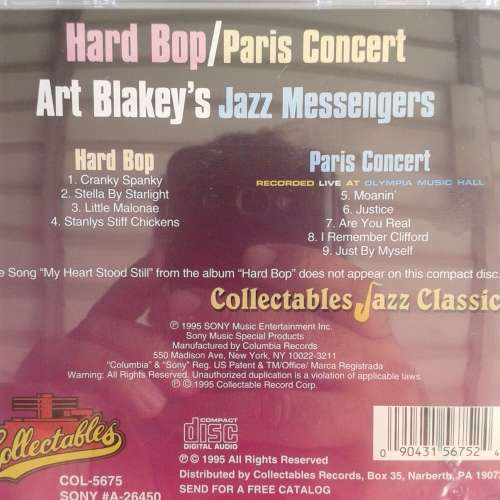 Hard Bop/Paris Concert
Art Blakey's Jazz Messengers
Hard Bop
1. Cranky Spanky
2. Stella By Starlight
3. Little Malonae
4. Stanlys Stiff Chickens
Paris Concert
RECORDED LIVE AT OLYMPIA MUSIC HALL
5. Moanin'
6. Justice
7. Are You Real
8. I Remember Clifford
9. Just By Myself
e Song "My Heart Stood Still" from the album "Hard Bop" does not appear on this compact disc.
Collectables Jazz Classic
℗ 1995 SONY Music Entertainment Inc.
Sony Music Special Products
Manufactured by Columbia Records
550 Madison Ave, New York, NY 10022-3211
"Columbia" & "Sony" Reg. US Patent & TM/Office/ Marca Registrada
Warning: All Rights Reserved. Unauthorized duplication is a violation of applicable laws.
℗ © 1995 Collectable Record Corp.
Collectables
COL-5675
SONY #A-26450
COMPACT
disc
DIGITAL AUDIO
0 90431 56752 4
℗ © 1995 All Rights Reserved
Distributed by Collectables Records, Box 35, Narberth, PA 1907
SEND FOR A FREE CATALOG